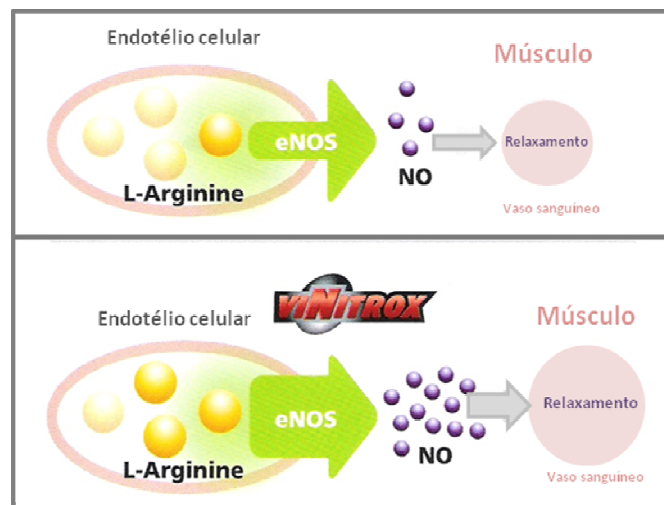 Endotélio celular
Músculo
eNOS
Relaxamento
NO
L-Arginine
Vaso sanguíneo
VINITROX
Endotélio celular
Músculo
eNOS
Relaxamento
NO
L-Arginine
Vaso sanguíneo